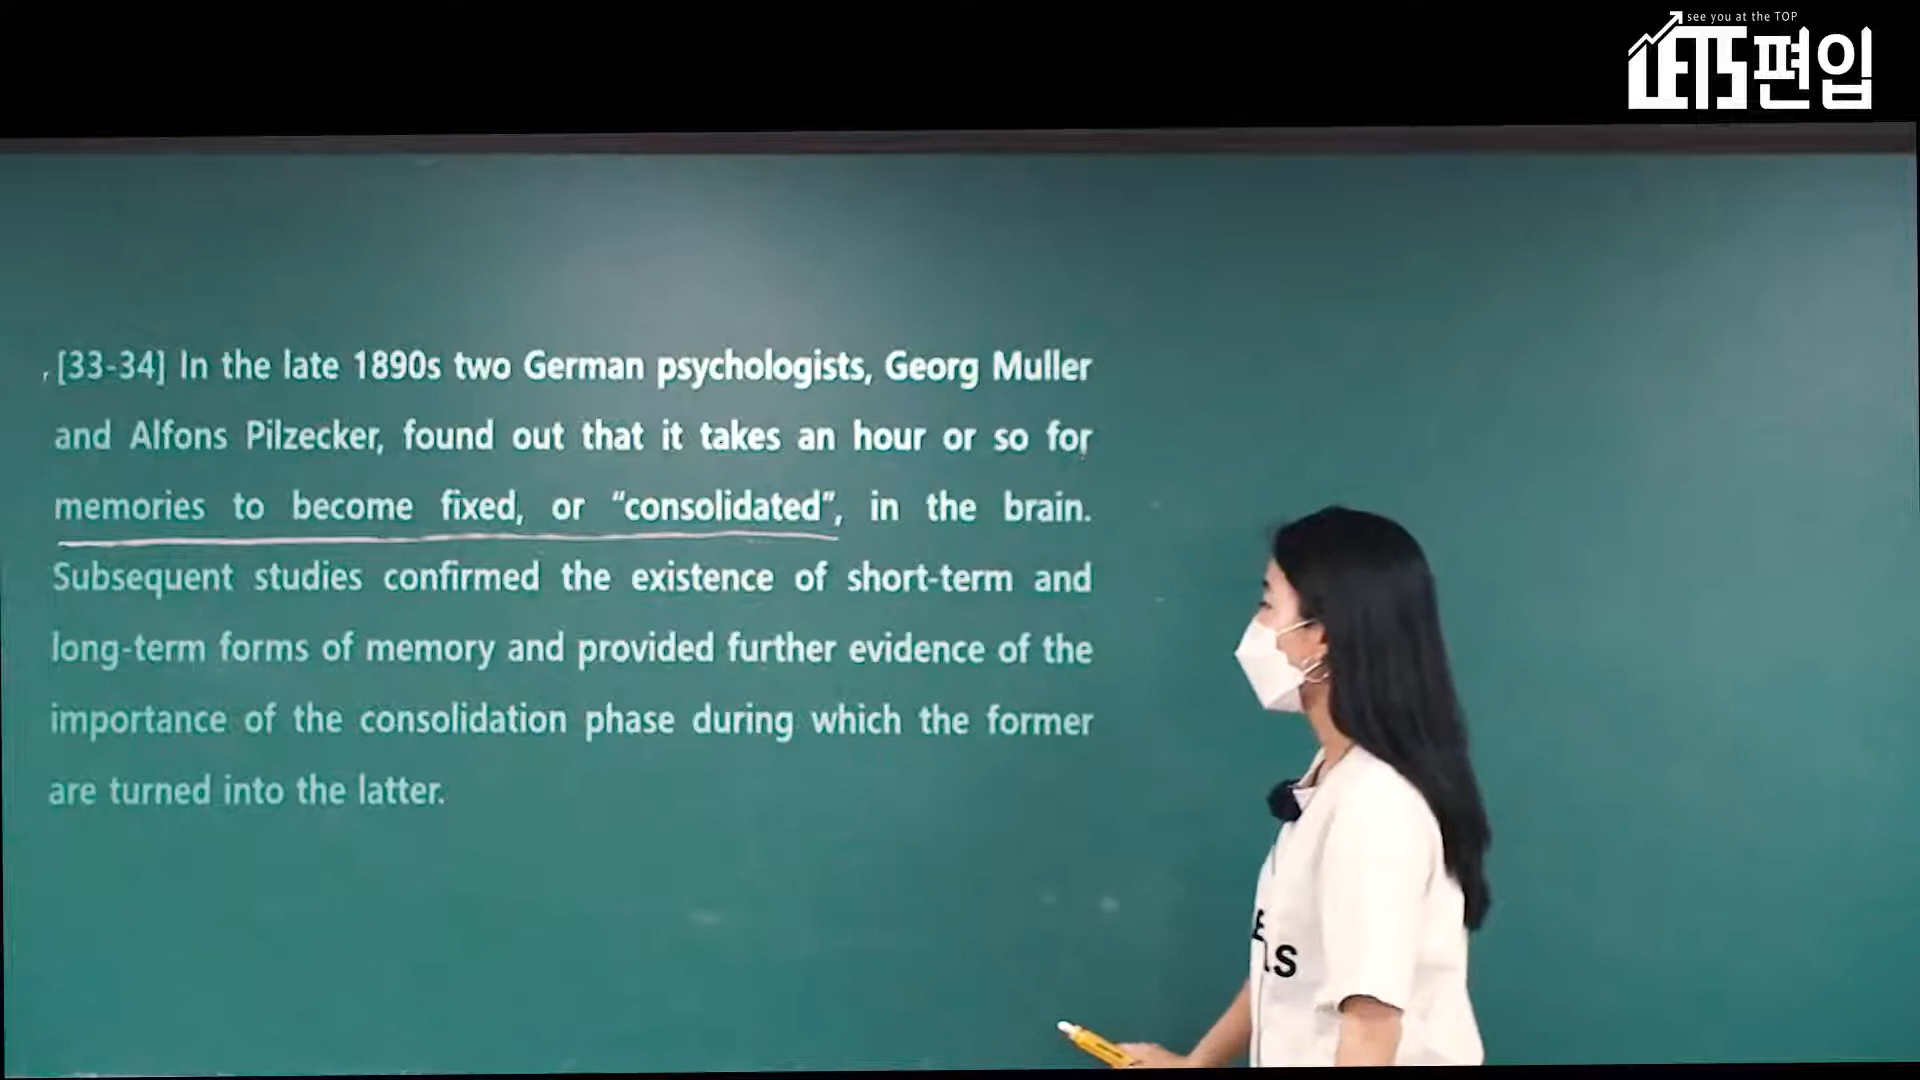 see you at the TOP
LETS편입
[33-34] In the late 1890s two German psychologists, Georg Muller
and Alfons Pilzecker, found out that it takes an hour or so for
memories to become fixed, or “consolidated”, in the brain.
Subsequent studies confirmed the existence of short-term and
long-term forms of memory and provided further evidence of the
importance of the consolidation phase during which the former
are turned into the latter.